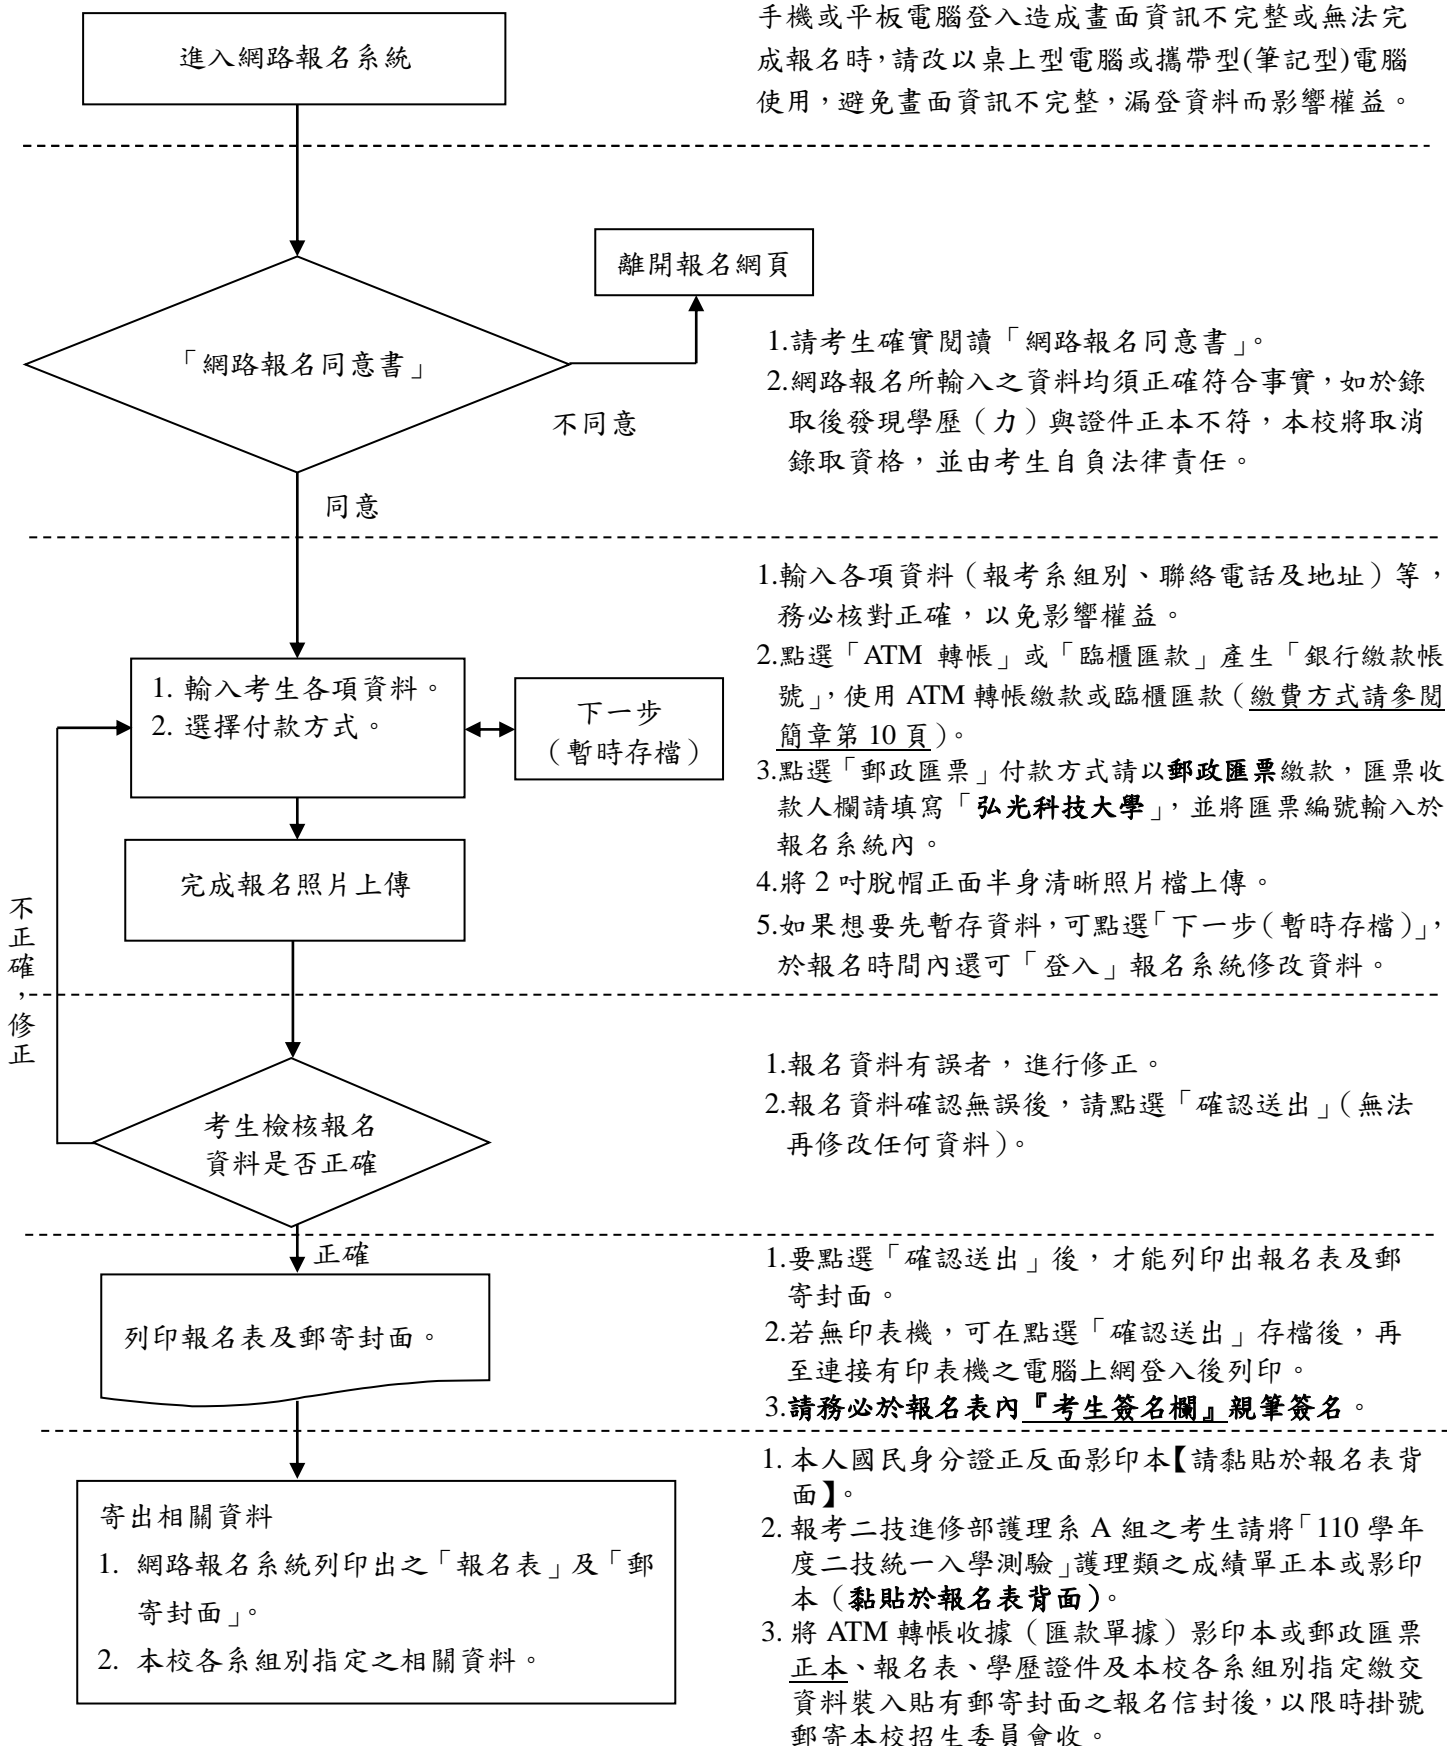 手機或平板電腦登入造成畫面資訊不完整或無法完
成報名時,請改以桌上型電腦或攜帶型(筆記型)電腦
使用,避免畫面資訊不完整,漏登資料而影響權益。
進入網路報名系統
離開報名網頁
「網路報名同意書」
不同意
同意
1.請考生確實閱讀「網路報名同意書」。
2.網路報名所輸入之資料均須正確符合事實,如於錄
取後發現學歷(力)與證件正本不符,本校將取消
錄取資格,並由考生自負法律責任。
1. 輸入考生各項資料。
2. 選擇付款方式。
下一步
(暫時存檔)
完成報名照片上傳
不正確,修正
1.輸入各項資料(報考系組別、聯絡電話及地址)等,
務必核對正確,以免影響權益。
2.點選「ATM 轉帳」或「臨櫃匯款」產生「銀行繳款帳
號」,使用 ATM 轉帳繳款或臨櫃匯款(繳費方式請參閱
簡章第 10 頁)。
3.點選「郵政匯票」付款方式請以郵政匯票繳款,匯票收
款人欄請填寫「弘光科技大學」,並將匯票編號輸入於
報名系統內。
4.將 2 吋脫帽正面半身清晰照片檔上傳。
5.如果想要先暫存資料,可點選「下一步(暫時存檔)」,
於報名時間內還可「登入」報名系統修改資料。
考生檢核報名
資料是否正確
1.報名資料有誤者,進行修正。
2.報名資料確認無誤後,請點選「確認送出」(無法
再修改任何資料)。
正確
列印報名表及郵寄封面。
1.要點選「確認送出」後,才能列印出報名表及郵
寄封面。
2.若無印表機,可在點選「確認送出」存檔後,再
至連接有印表機之電腦上網登入後列印。
3.請務必於報名表內『考生簽名欄』親筆簽名。
寄出相關資料
1. 網路報名系統列印出之「報名表」及「郵
寄封面」。
2. 本校各系組別指定之相關資料。
1. 本人國民身分證正反面影印本【請黏貼於報名表背
面】。
2. 報考二技進修部護理系 A 組之考生請將「110 學年
度二技統一入學測驗」護理類之成績單正本或影印
本(黏貼於報名表背面)。
3. 將 ATM 轉帳收據(匯款單據)影印本或郵政匯票
正本、報名表、學歷證件及本校各系組別指定繳交
資料裝入貼有郵寄封面之報名信封後,以限時掛號
郵寄本校招生委員會收。